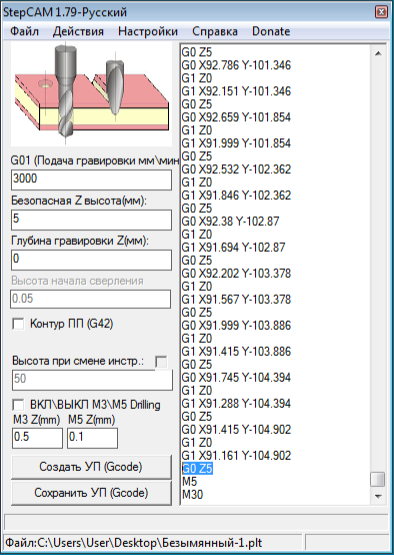 StepCAM 1.79-Русский
Файл Действия Настройки Справка Donate
G01 (Подача гравировки мм\мин
3000
Безопасная Z высота(мм):
5
Глубина гравировки Z(мм):
0
Высота начала сверления
0.05
Контур ПП (G42)
Высота при смене инстр.:
50
ВКЛ\ВЫКЛ M3\M5 Drilling
M3 Z(mm) M5 Z(mm)
0.5 0.1
Создать УП (Gcode)
Сохранить УП (Gcode)
G0 Z5
G0 X92.786 Y-101.346
G1 Z0
G1 X92.151 Y-101.346
G0 Z5
G0 X92.659 Y-101.854
G1 Z0
G1 X91.999 Y-101.854
G0 Z5
G0 X92.532 Y-102.362
G1 Z0
G1 X91.846 Y-102.362
G0 Z5
G0 X92.38 Y-102.87
G1 Z0
G1 X91.694 Y-102.87
G0 Z5
G0 X92.202 Y-103.378
G1 Z0
G1 X91.567 Y-103.378
G0 Z5
G0 X91.999 Y-103.886
G1 Z0
G1 X91.415 Y-103.886
G0 Z5
G0 X91.745 Y-104.394
G1 Z0
G1 X91.288 Y-104.394
G0 Z5
G0 X91.415 Y-104.902
G1 Z0
G1 X91.161 Y-104.902
G0 Z5
M5
M30
Файл:C:\Users\User\Desktop\Безымянный-1.plt